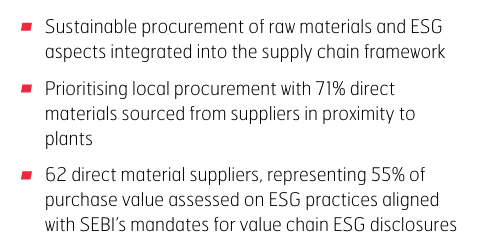 Sustainable procurement of raw materials and ESG
aspects integrated into the supply chain framework
Prioritising local procurement with 71% direct
materials sourced from suppliers in proximity to
plants
62 direct material suppliers, representing 55% of
purchase value assessed on ESG practices aligned
with SEBI's mandates for value chain ESG disclosures